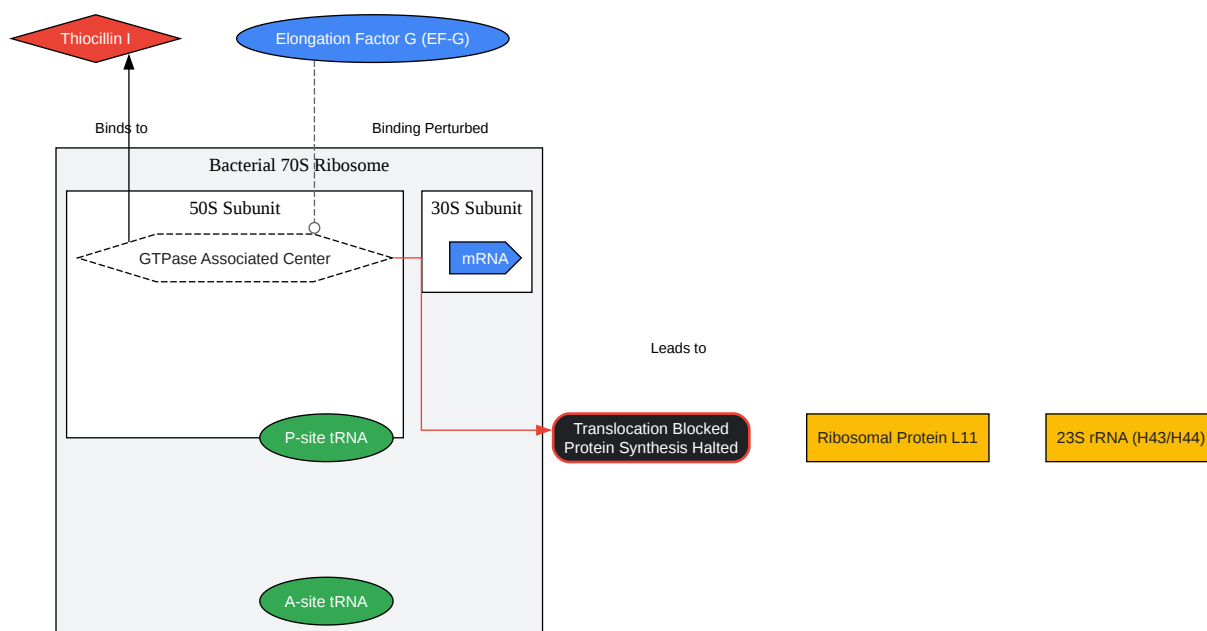 Thiocillin I
Elongation Factor G (EF-G)
Binds to
Binding Perturbed
Bacterial 70S Ribosome
50S Subunit
30S Subunit
GTPase Associated Center
mRNA
Leads to
P-site tRNA
Translocation Blocked
Protein Synthesis Halted
Ribosomal Protein L11
23S rRNA (H43/H44)
A-site tRNA